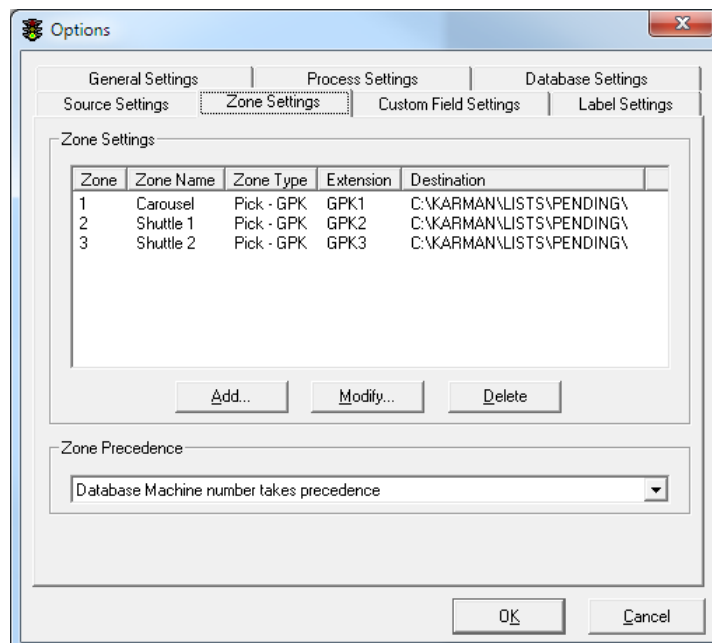 Options
General Settings Process Settings Database Settings
Source Settings Zone Settings Custom Field Settings Label Settings
Zone Settings
Zone Zone Name Zone Type Extension Destination
1 Carousel Pick - GPK GPK1 C:\KARMAN\LISTS\PENDING\
2 Shuttle 1 Pick - GPK GPK2 C:\KARMAN\LISTS\PENDING\
3 Shuttle 2 Pick - GPK GPK3 C:\KARMAN\LISTS\PENDING\
Add... Modify... Delete
Zone Precedence
Database Machine number takes precedence
OK Cancel